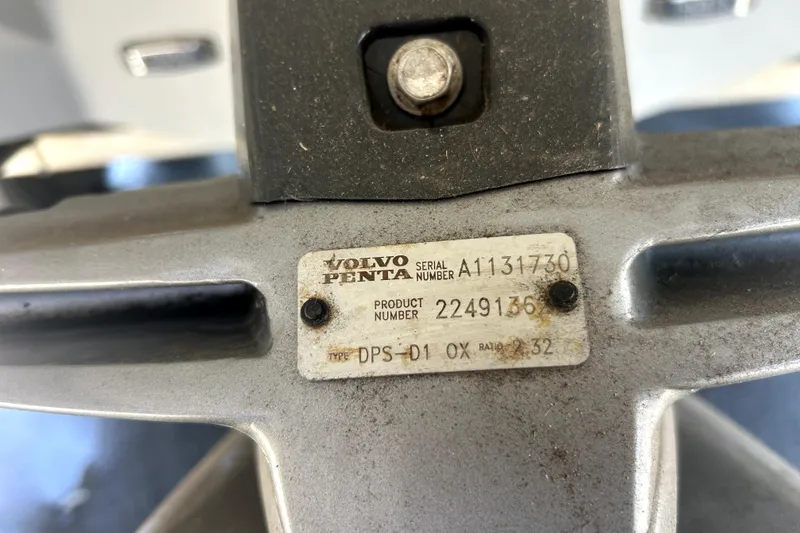 VOLVO PENTA SERIAL NUMBER A1131730
PRODUCT NUMBER 2249136
TYPE DPS-D1 OX RATIO 2.32